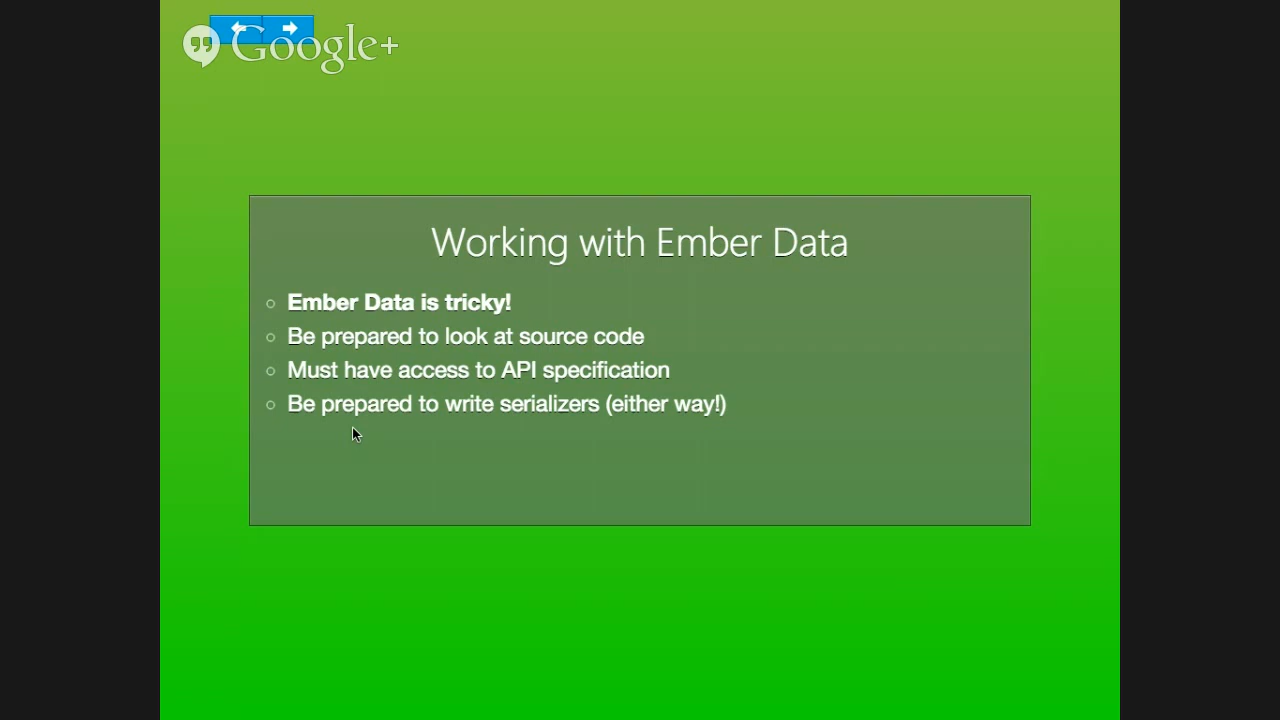 Google+
Working with Ember Data
Ember Data is tricky!
Be prepared to look at source code
Must have access to API specification
Be prepared to write serializers (either way!)